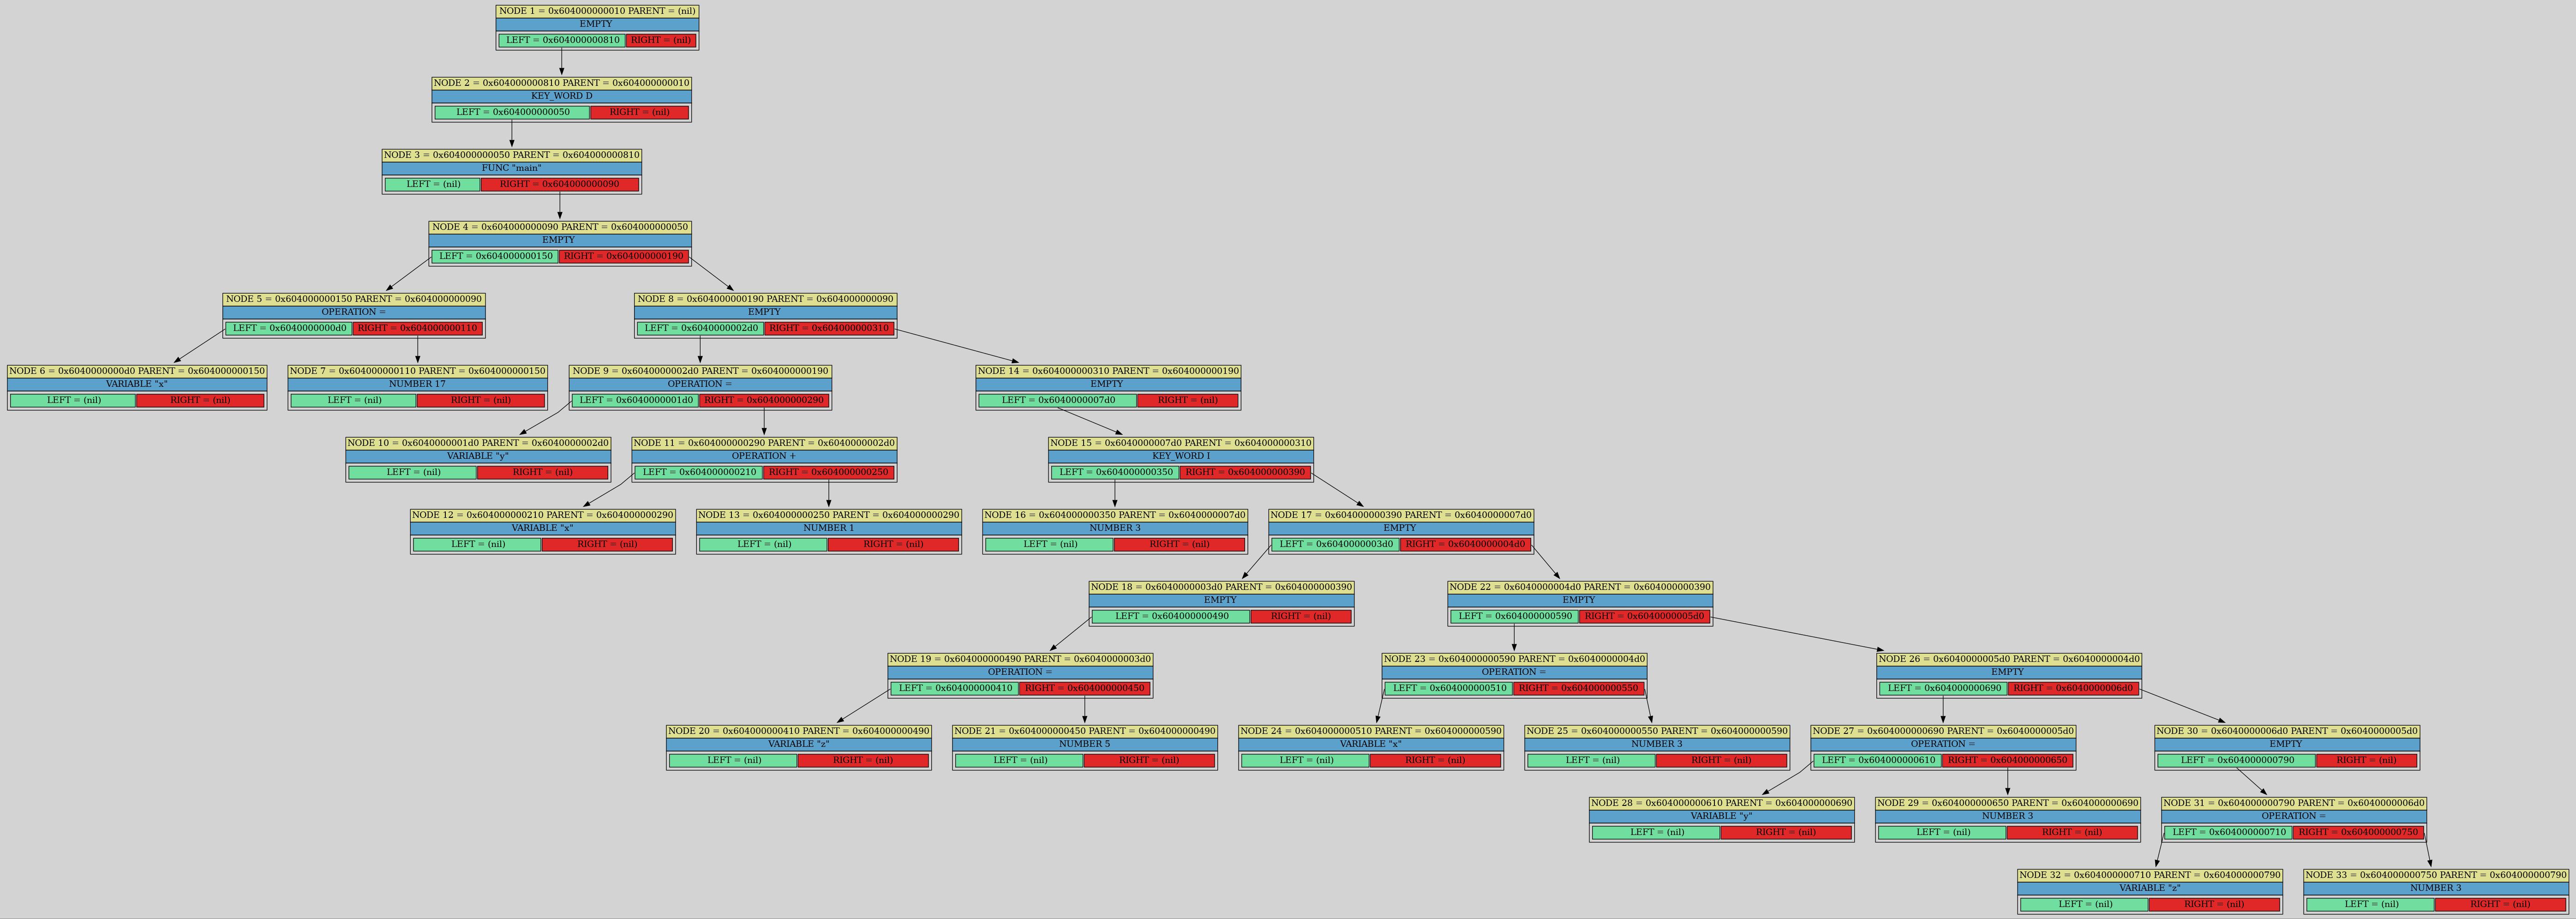 NODE 1 = 0x604000000010 PARENT = (nil)
EMPTY
LEFT = 0x604000000810 RIGHT = (nil)
NODE 2 = 0x604000000810 PARENT = 0x604000000010
KEY_WORD D
LEFT = 0x604000000050 RIGHT = (nil)
NODE 3 = 0x604000000050 PARENT = 0x604000000810
FUNC "main"
LEFT = (nil) RIGHT = 0x604000000090
NODE 4 = 0x604000000090 PARENT = 0x604000000050
EMPTY
LEFT = 0x604000000150 RIGHT = 0x604000000190
NODE 5 = 0x604000000150 PARENT = 0x604000000090
OPERATION =
LEFT = 0x6040000000d0 RIGHT = 0x604000000110
NODE 8 = 0x604000000190 PARENT = 0x604000000090
EMPTY
LEFT = 0x6040000002d0 RIGHT = 0x604000000310
NODE 6 = 0x6040000000d0 PARENT = 0x604000000150
VARIABLE "x"
LEFT = (nil) RIGHT = (nil)
NODE 7 = 0x604000000110 PARENT = 0x604000000150
NUMBER 17
LEFT = (nil) RIGHT = (nil)
NODE 9 = 0x6040000002d0 PARENT = 0x604000000190
OPERATION =
LEFT = 0x6040000001d0 RIGHT = 0x604000000290
NODE 14 = 0x604000000310 PARENT = 0x604000000190
EMPTY
LEFT = 0x6040000007d0 RIGHT = (nil)
NODE 10 = 0x6040000001d0 PARENT = 0x6040000002d0
VARIABLE "y"
LEFT = (nil) RIGHT = (nil)
NODE 11 = 0x604000000290 PARENT = 0x6040000002d0
OPERATION +
LEFT = 0x604000000210 RIGHT = 0x604000000250
NODE 15 = 0x6040000007d0 PARENT = 0x604000000310
KEY_WORD I
LEFT = 0x604000000350 RIGHT = 0x604000000390
NODE 12 = 0x604000000210 PARENT = 0x604000000290
VARIABLE "x"
LEFT = (nil) RIGHT = (nil)
NODE 13 = 0x604000000250 PARENT = 0x604000000290
NUMBER 1
LEFT = (nil) RIGHT = (nil)
NODE 16 = 0x604000000350 PARENT = 0x6040000007d0
NUMBER 3
LEFT = (nil) RIGHT = (nil)
NODE 17 = 0x604000000390 PARENT = 0x6040000007d0
EMPTY
LEFT = 0x6040000003d0 RIGHT = 0x6040000004d0
NODE 18 = 0x6040000003d0 PARENT = 0x604000000390
EMPTY
LEFT = 0x604000000490 RIGHT = (nil)
NODE 22 = 0x6040000004d0 PARENT = 0x604000000390
EMPTY
LEFT = 0x604000000590 RIGHT = 0x6040000005d0
NODE 19 = 0x604000000490 PARENT = 0x6040000003d0
OPERATION =
LEFT = 0x604000000410 RIGHT = 0x604000000450
NODE 23 = 0x604000000590 PARENT = 0x6040000004d0
OPERATION =
LEFT = 0x604000000510 RIGHT = 0x604000000550
NODE 26 = 0x6040000005d0 PARENT = 0x6040000004d0
EMPTY
LEFT = 0x604000000690 RIGHT = 0x6040000006d0
NODE 20 = 0x604000000410 PARENT = 0x604000000490
VARIABLE "z"
LEFT = (nil) RIGHT = (nil)
NODE 21 = 0x604000000450 PARENT = 0x604000000490
NUMBER 5
LEFT = (nil) RIGHT = (nil)
NODE 24 = 0x604000000510 PARENT = 0x604000000590
VARIABLE "x"
LEFT = (nil) RIGHT = (nil)
NODE 25 = 0x604000000550 PARENT = 0x604000000590
NUMBER 3
LEFT = (nil) RIGHT = (nil)
NODE 27 = 0x604000000690 PARENT = 0x6040000005d0
OPERATION =
LEFT = 0x604000000610 RIGHT = 0x604000000650
NODE 30 = 0x6040000006d0 PARENT = 0x6040000005d0
EMPTY
LEFT = 0x604000000790 RIGHT = (nil)
NODE 28 = 0x604000000610 PARENT = 0x604000000690
VARIABLE "y"
LEFT = (nil) RIGHT = (nil)
NODE 29 = 0x604000000650 PARENT = 0x604000000690
NUMBER 3
LEFT = (nil) RIGHT = (nil)
NODE 31 = 0x604000000790 PARENT = 0x6040000006d0
OPERATION =
LEFT = 0x604000000710 RIGHT = 0x604000000750
NODE 32 = 0x604000000710 PARENT = 0x604000000790
VARIABLE "z"
LEFT = (nil) RIGHT = (nil)
NODE 33 = 0x604000000750 PARENT = 0x604000000790
NUMBER 3
LEFT = (nil) RIGHT = (nil)